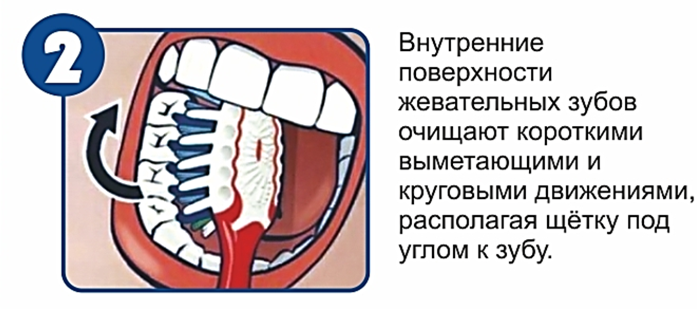 2
Внутренние
поверхности
жевательных зубов
очищают короткими
выметающими и
круговыми движениями,
располагая щётку под
углом к зубу.